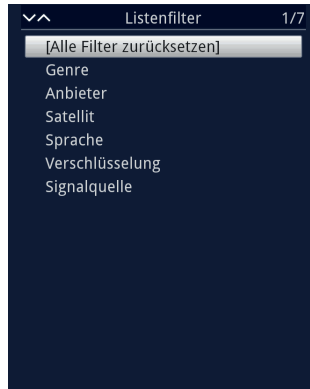 Listenfilter 1/7
[Alle Filter zurücksetzen]
Genre
Anbieter
Satellit
Sprache
Verschlüsselung
Signalquelle